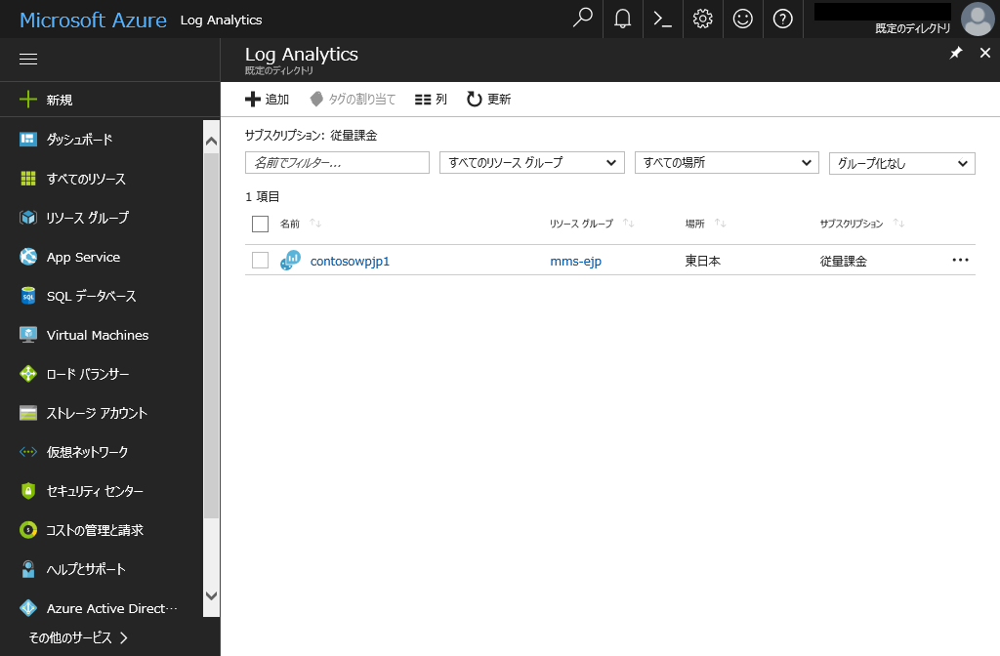 Microsoft Azure Log Analytics
既定のディレクトリ
Log Analytics
既定のディレクトリ
新規
ダッシュボード
すべてのリソース
リソース グループ
App Service
SQL データベース
Virtual Machines
ロード バランサー
ストレージ アカウント
仮想ネットワーク
セキュリティ センター
コストの管理と請求
ヘルプとサポート
Azure Active Direct…
その他のサービス
追加 タグの割り当て 列 更新
サブスクリプション: 従量課金
名前でフィルター... すべてのリソース グループ すべての場所 グループ化なし
1 項目
名前 リソース グループ 場所 サブスクリプション
contosowpjp1 mms-ejp 東日本 従量課金